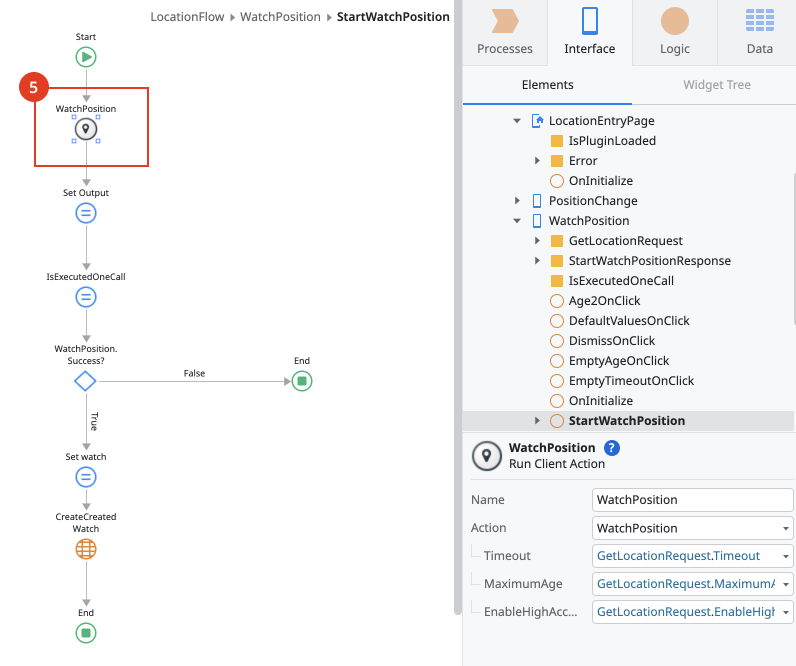 LocationFlow ▸ WatchPosition ▸ StartWatchPosition
Start
5
WatchPosition
Set Output
IsExecutedOneCall
WatchPosition.
Success?
False
End
True
Set watch
CreateCreated
Watch
End
Processes
Interface
Logic
Data
Elements
Widget Tree
LocationEntryPage
IsPluginLoaded
Error
OnInitialize
PositionChange
WatchPosition
GetLocationRequest
StartWatchPositionResponse
IsExecutedOneCall
Age2OnClick
DefaultValuesOnClick
DismissOnClick
EmptyAgeOnClick
EmptyTimeoutOnClick
OnInitialize
StartWatchPosition
WatchPosition ?
Run Client Action
Name WatchPosition
Action WatchPosition
Timeout GetLocationRequest.Timeout
MaximumAge GetLocationRequest.MaximumA
EnableHighAcc... GetLocationRequest.EnableHigh